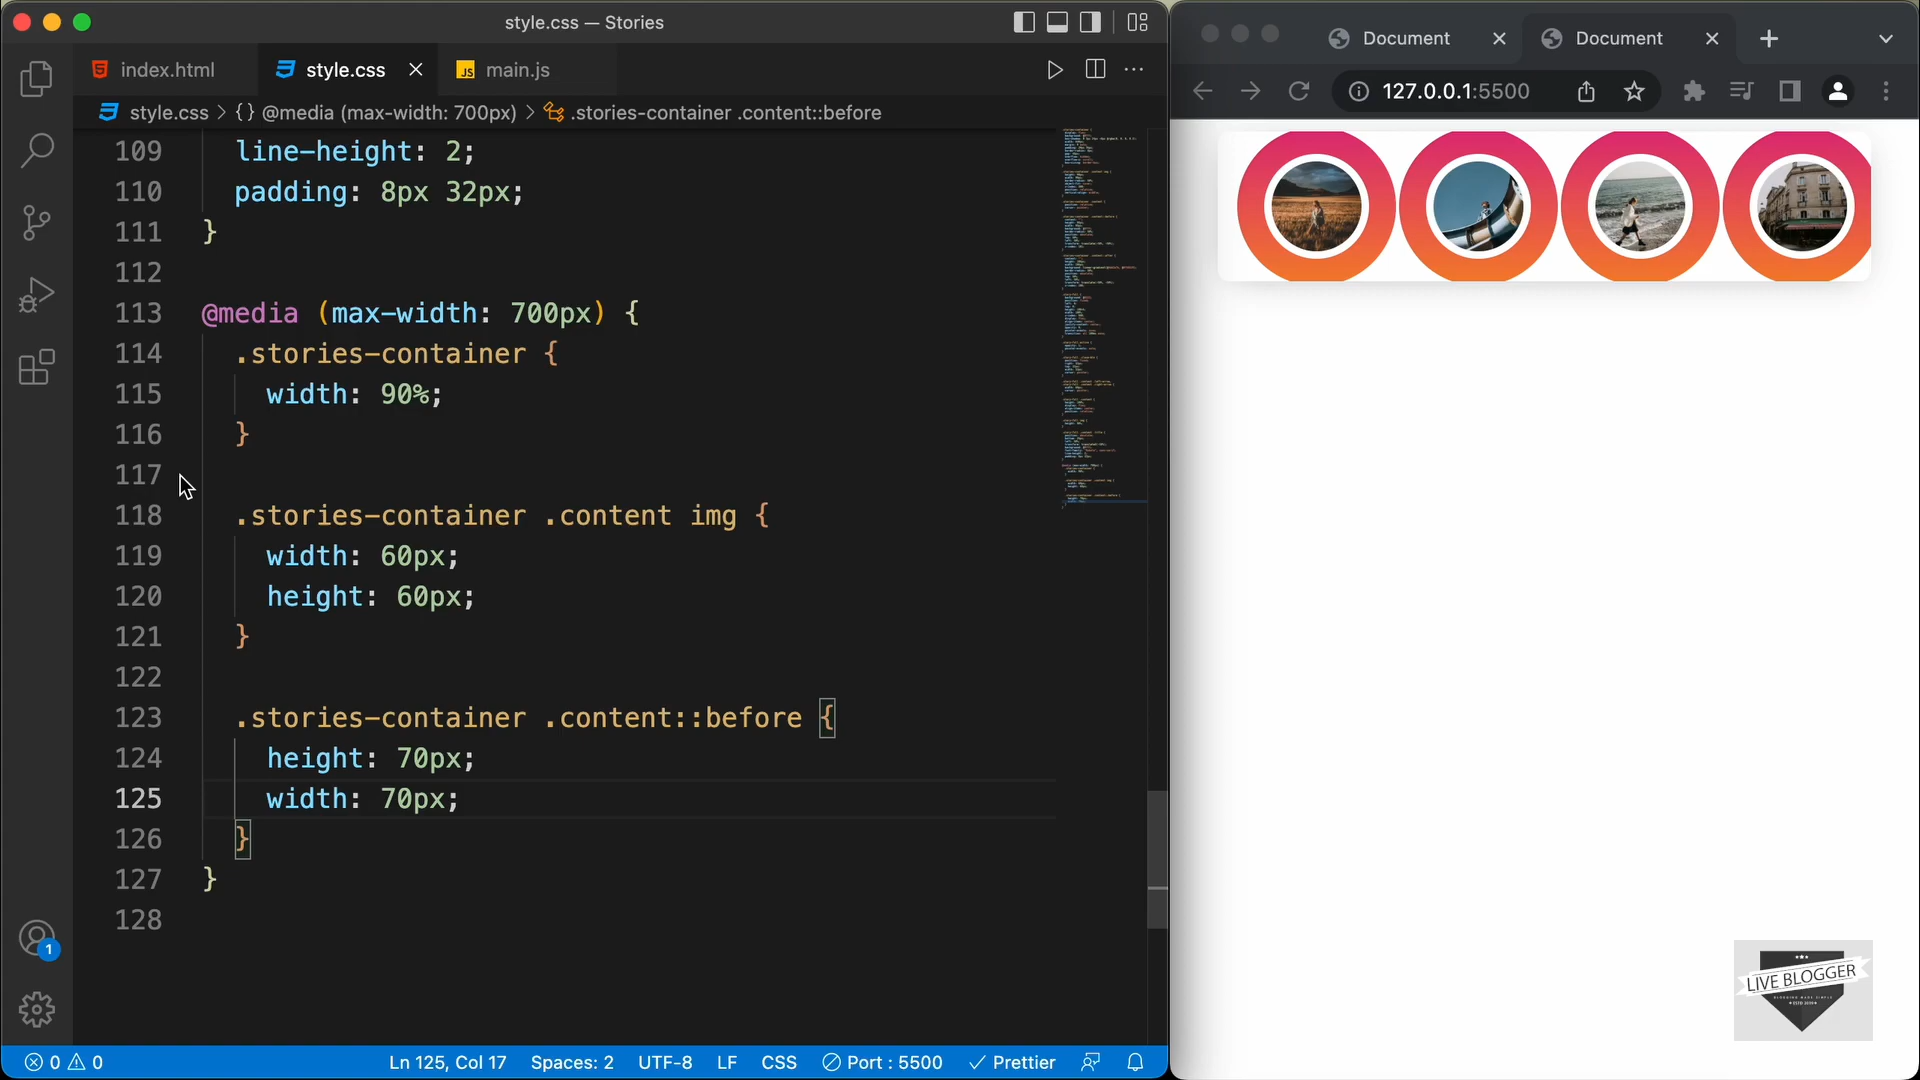 style.css — Stories
index.html
style.css
JS main.js
style.css > {} @media (max-width: 700px) > .stories-container .content::before
109 line-height: 2;
110 padding: 8px 32px;
111 }
112
113 @media (max-width: 700px) {
114 .stories-container {
115 width: 90%;
116 }
117
118 .stories-container .content img {
119 width: 60px;
120 height: 60px;
121 }
122
123 .stories-container .content::before {
124 height: 70px;
125 width: 70px;
126 }
127 }
128
1
0 0
Ln 125, Col 17
Spaces: 2
UTF-8
LF
CSS
Port : 5500
Prettier
Document
Document
127.0.0.1:5500
LIVE BLOGGER